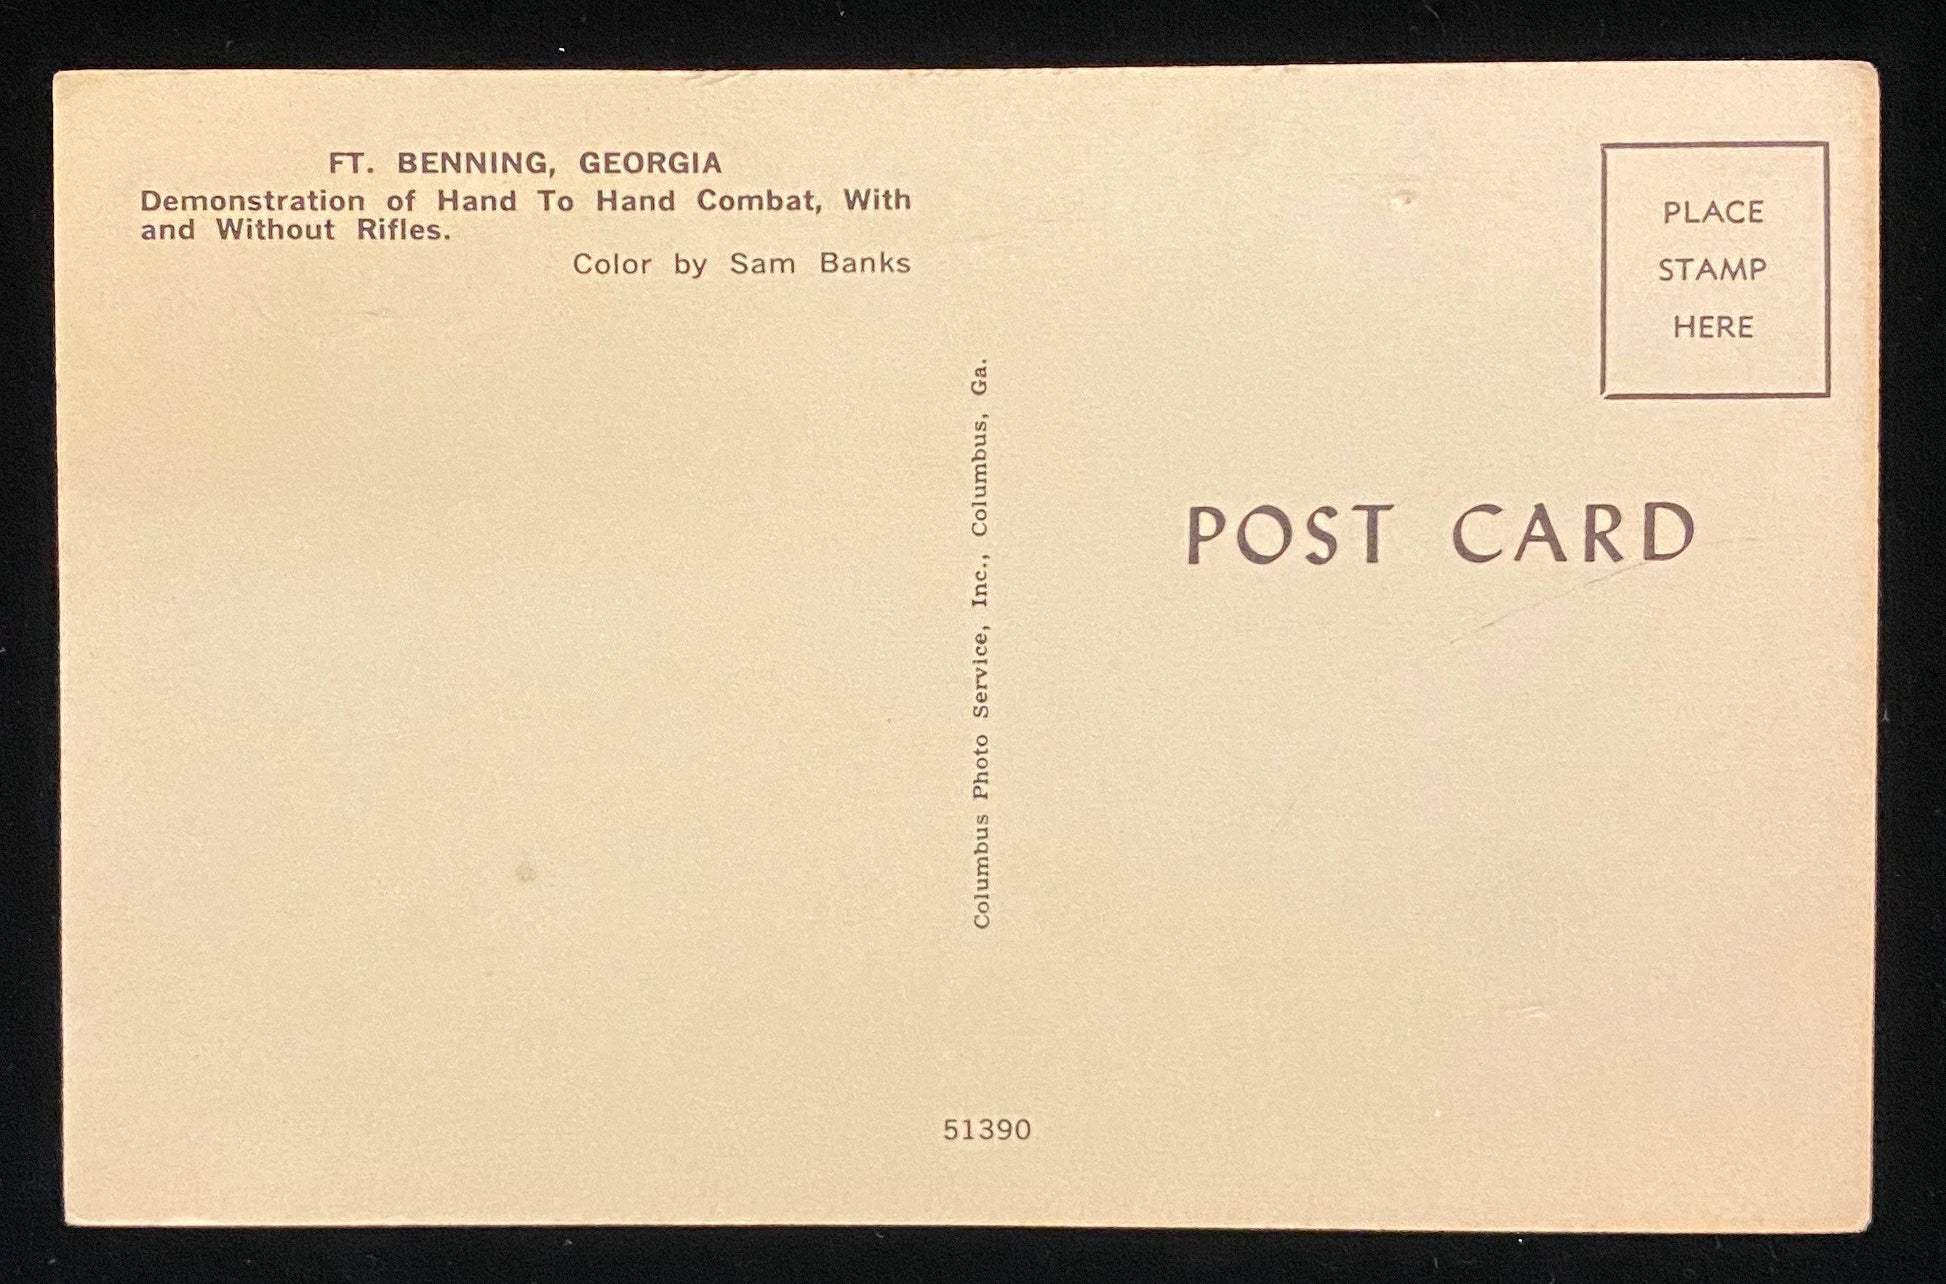 FT. BENNING, GEORGIA
Demonstration of Hand To Hand Combat, With
and Without Rifles.
Color by Sam Banks
Columbus Photo Service, Inc., Columbus, Ga.
PLACE
STAMP
HERE
POST CARD
51390